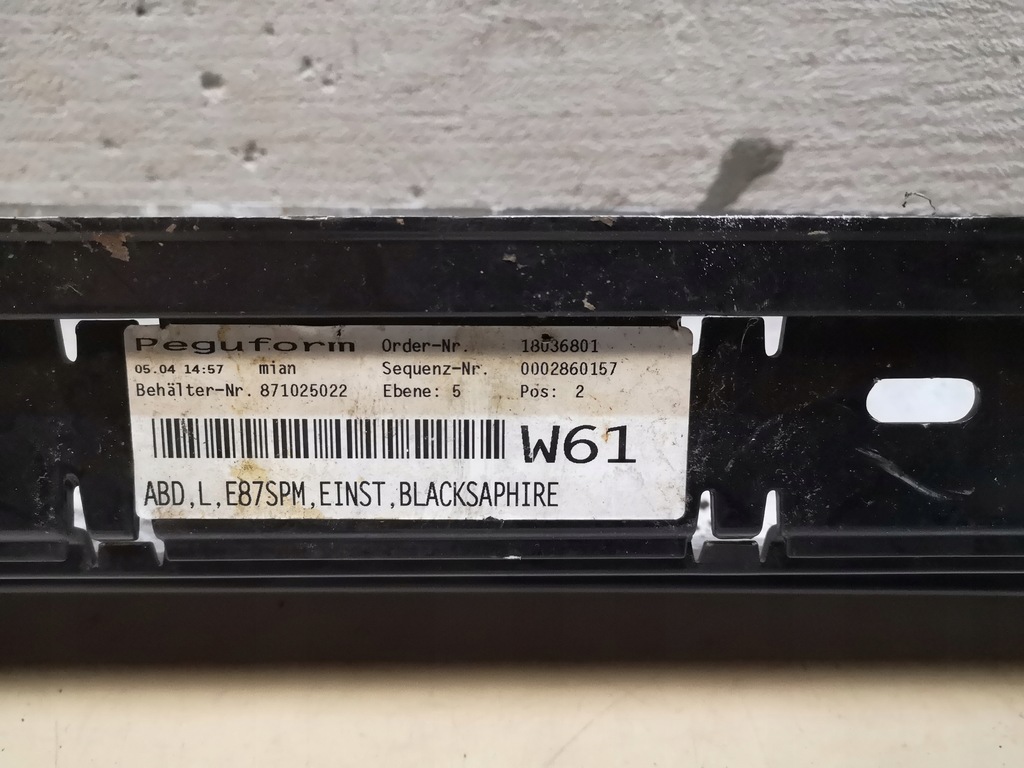 Peguform Order-Nr. 18036801
05.04 14:57 mian Sequenz-Nr. 0002860157
Behälter-Nr. 871025022 Ebene: 5 Pos: 2
W61
ABD,L,E87SPM,EINST,BLACKSAPHIRE